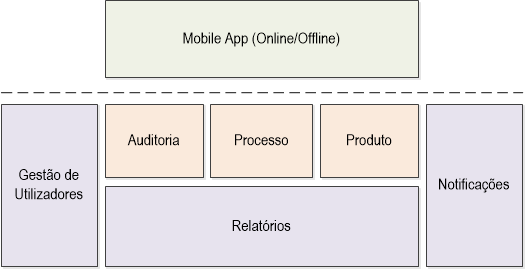 Mobile App (Online/Offline)
Auditoria
Processo
Produto
Gestão de
Utilizadores
Notificações
Relatórios